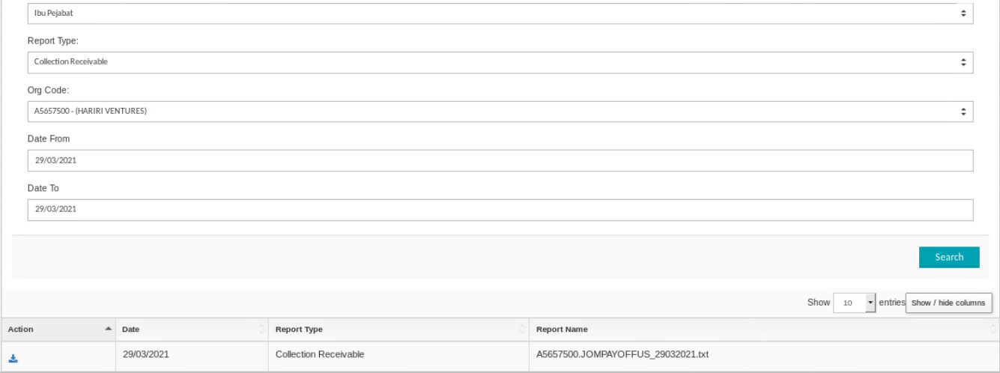 Ibu Pejabat
Report Type:
Collection Receivable
Org Code:
A5657500 - (HARIRI VENTURES)
Date From
29/03/2021
Date To
29/03/2021
Search
Show 10 entries Show / hide columns
Action Date Report Type Report Name
29/03/2021 Collection Receivable A5657500.JOMPAYOFFUS_29032021.txt